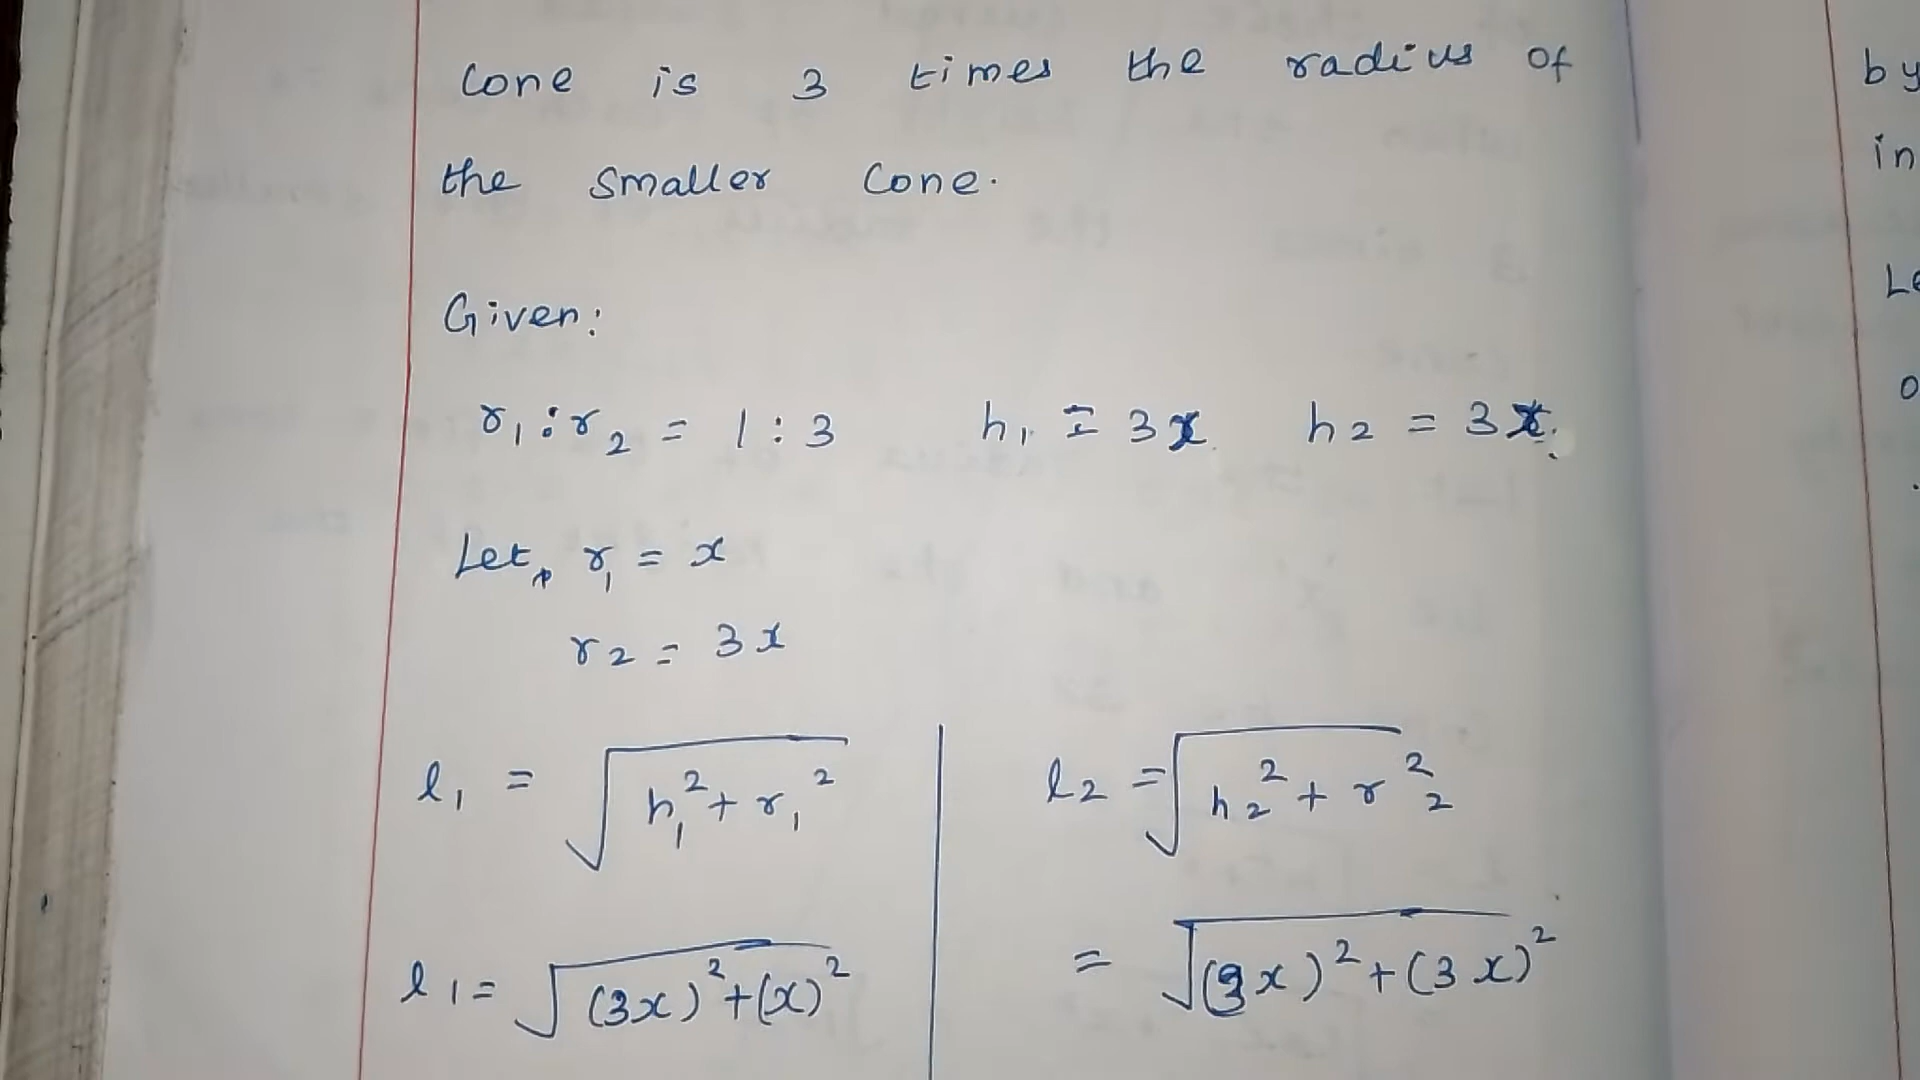 Cone is 3 times the radius of
the smaller Cone.
Given:
r₁ : r₂ = 1 : 3 h₁ = 3x h₂ = 3x.
Let, r₁ = x
r₂ = 3x
l₁ = √(h₁² + r₁²)
l₁ = √((3x)² + (x)²)
l₂ = √(h₂² + r₂²)
= √((3x)² + (3x)²)
by
in